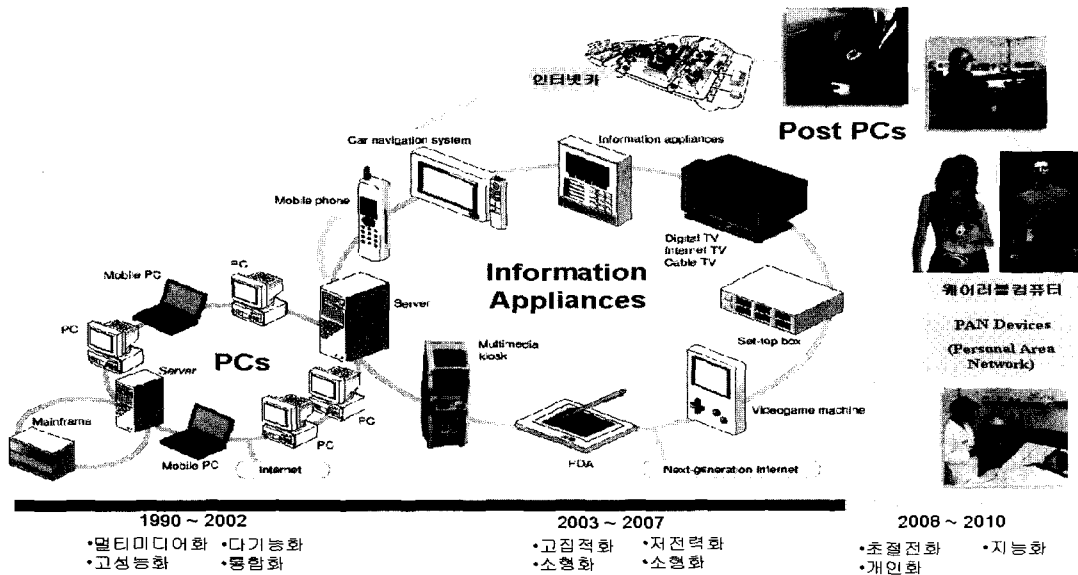 인터넷카
Post PCs
Car navigation system
Information appliances
Mobile phone
Digital TV
Internet TV
Cable TV
Information
Appliances
Mobile PC
PC
Server
웨어러블컴퓨터
PC
PCs
Multimedia
kiosk
Set-top box
PAN Devices
(Personal Area
Network)
Server
Mainframe
PC
PC
Videogame machine
Mobile PC
Internet
PDA
Next-generation Internet
1990 ~ 2002
2003 ~ 2007
2008 ~ 2010
•멀티미디어화 •다기능화
•고성능화 •통합화
•고집적화 •저전력화
•소형화 •소형화
•초절전화 •지능화
•개인화